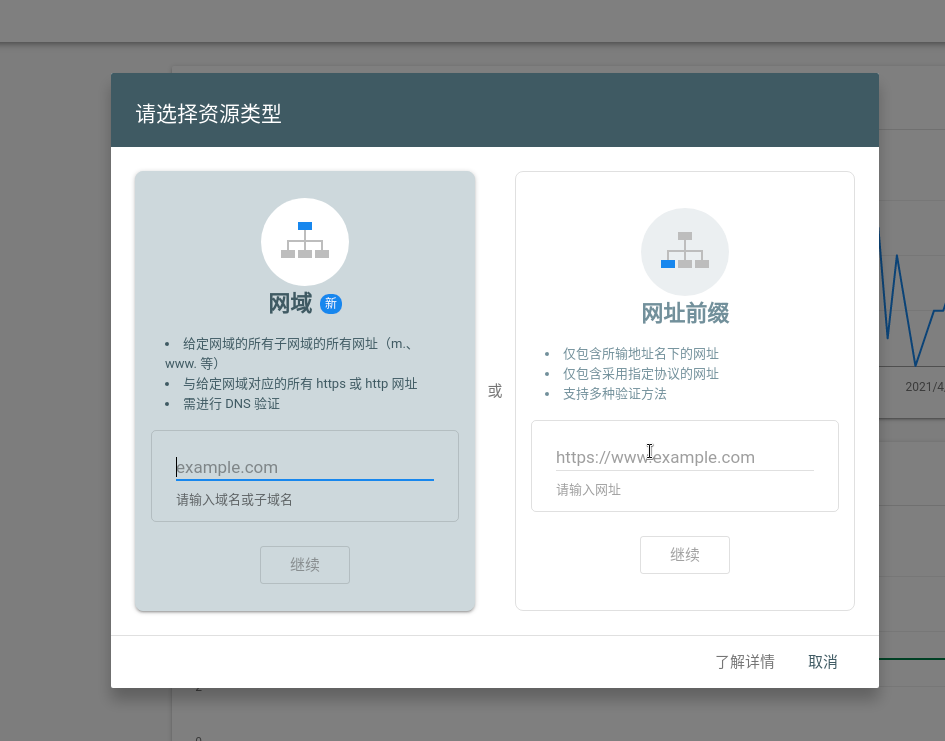 请选择资源类型
网域 新
给定网域的所有子网域的所有网址（m.、
www. 等）
与给定网域对应的所有 https 或 http 网址
需进行 DNS 验证
example.com
请输入域名或子域名
继续
或
网址前缀
仅包含所输地址名下的网址
仅包含采用指定协议的网址
支持多种验证方法
https://www.example.com
请输入网址
继续
了解详情 取消
2021/4